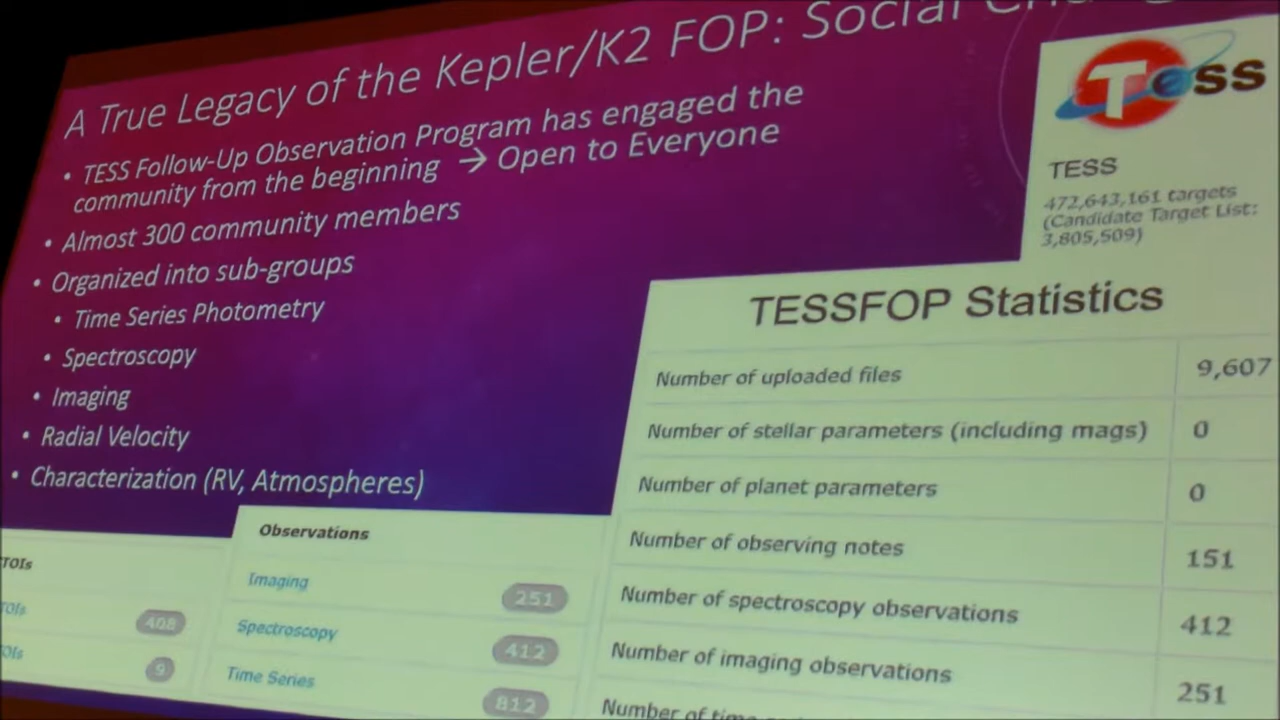 A True Legacy of the Kepler/K2 FOP: Social
• TESS Follow-Up Observation Program has engaged the
community from the beginning → Open to Everyone
• Almost 300 community members
• Organized into sub-groups
• Time Series Photometry
• Spectroscopy
• Imaging
• Radial Velocity
• Characterization (RV, Atmospheres)
Tess
TESS
472,643,161 targets
(Candidate Target List:
3,805,509)
TESSFOP Statistics
Number of uploaded files 9,607
Number of stellar parameters (including mags) 0
Number of planet parameters 0
Number of observing notes 151
Number of spectroscopy observations 412
Number of imaging observations 251
Number of
TOIs
408
9
Observations
Imaging 251
Spectroscopy 412
Time Series 812